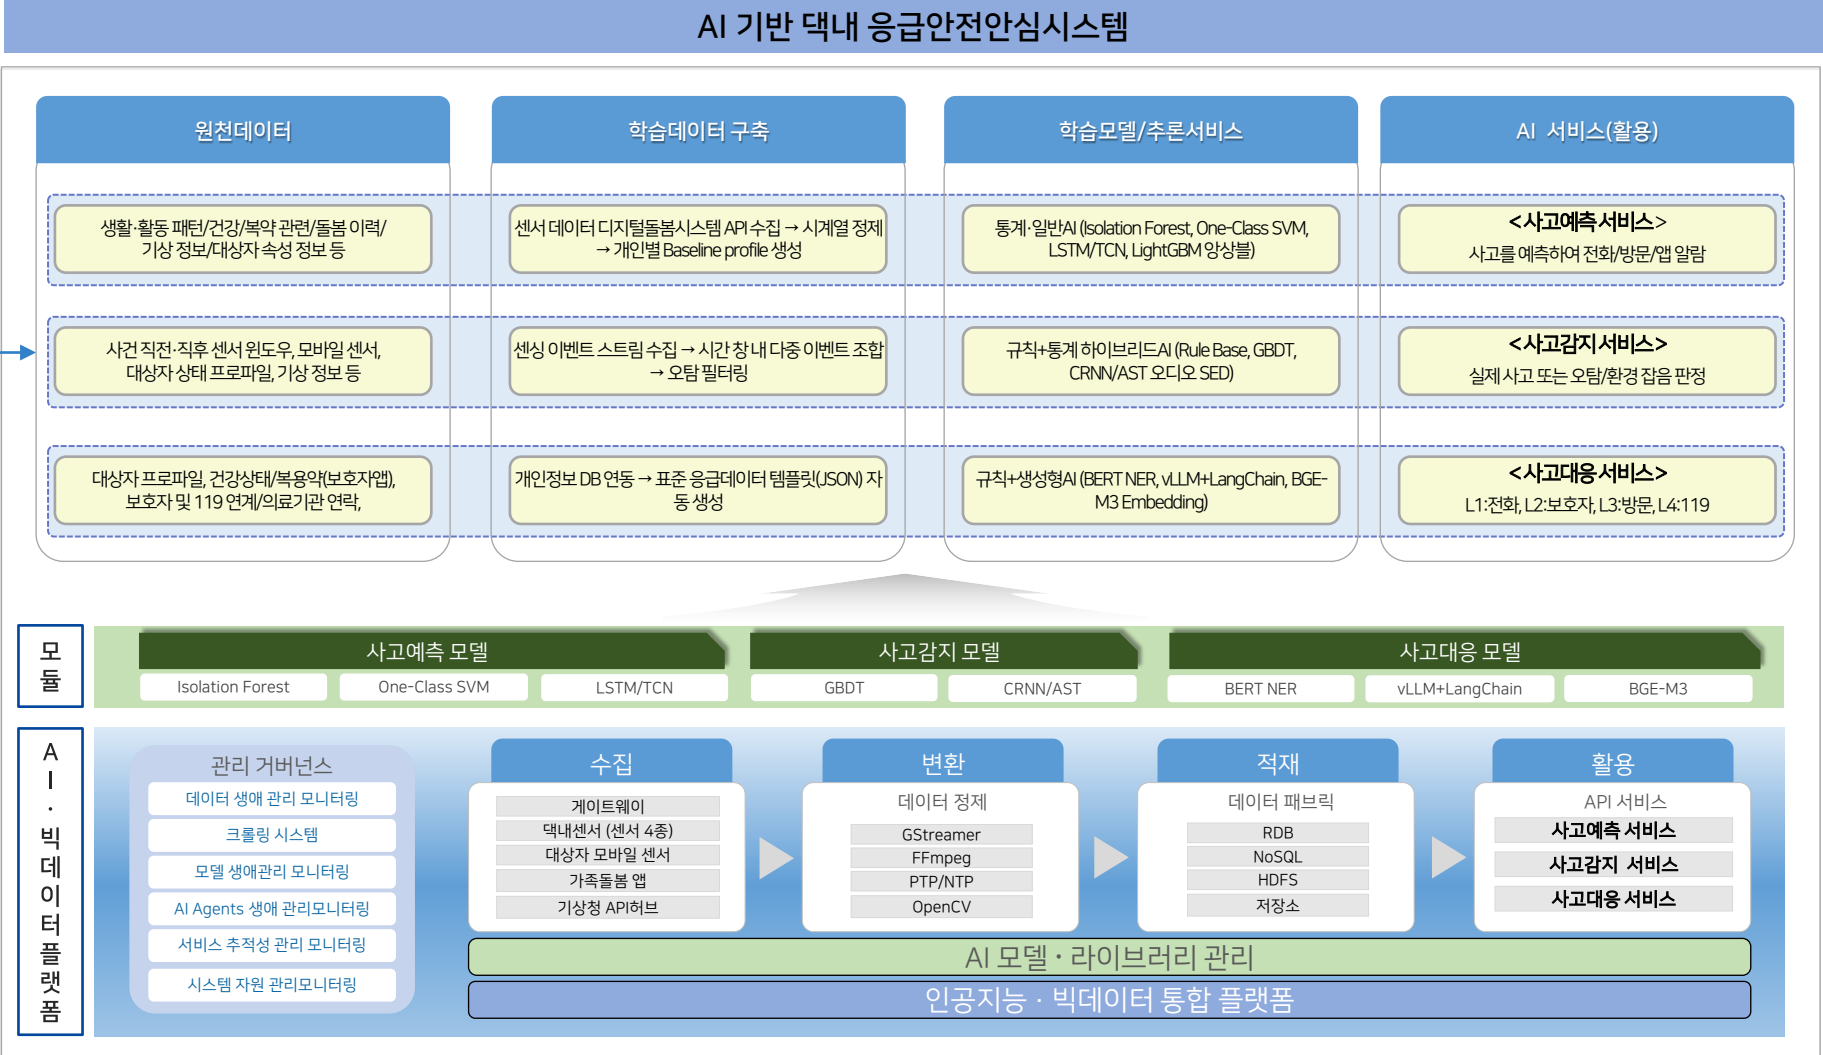 AI 기반 댁내 응급안전안심시스템
원천데이터
학습데이터 구축
학습모델/추론서비스
AI 서비스(활용)
생활·활동 패턴/건강/복약 관련/돌봄 이력/
기상 정보/대상자 속성 정보 등
센서 데이터 디지털돌봄시스템 API 수집 → 시계열 정제
→ 개인별 Baseline profile 생성
통계·일반AI (Isolation Forest, One-Class SVM,
LSTM/TCN, LightGBM 앙상블)
<사고예측 서비스>
사고를 예측하여 전화/방문/앱 알람
사건 직전·직후 센서 윈도우, 모바일 센서,
대상자 상태 프로파일, 기상 정보 등
센싱 이벤트 스트림 수집 → 시간 창 내 다중 이벤트 조합
→ 오탐 필터링
규칙+통계 하이브리드AI (Rule Base, GBDT,
CRNN/AST 오디오 SED)
<사고감지 서비스>
실제 사고 또는 오탐/환경 잡음 판정
대상자 프로파일, 건강상태/복용약(보호자앱),
보호자 및 119 연계/의료기관 연락,
개인정보 DB 연동 → 표준 응급데이터 템플릿(JSON) 자
동 생성
규칙+생성형AI (BERT NER, vLLM+LangChain, BGE-
M3 Embedding)
<사고대응 서비스>
L1:전화, L2:보호자, L3:방문, L4:119
모듈
사고예측 모델
사고감지 모델
사고대응 모델
Isolation Forest
One-Class SVM
LSTM/TCN
GBDT
CRNN/AST
BERT NER
vLLM+LangChain
BGE-M3
AI·빅데이터플랫폼
관리 거버넌스
데이터 생애 관리 모니터링
크롤링 시스템
모델 생애관리 모니터링
AI Agents 생애 관리모니터링
서비스 추적성 관리 모니터링
시스템 자원 관리모니터링
수집
게이트웨이
댁내센서 (센서 4종)
대상자 모바일 센서
가족돌봄 앱
기상청 API허브
변환
데이터 정제
GStreamer
FFmpeg
PTP/NTP
OpenCV
적재
데이터 패브릭
RDB
NoSQL
HDFS
저장소
활용
API 서비스
사고예측 서비스
사고감지 서비스
사고대응 서비스
AI 모델·라이브러리 관리
인공지능·빅데이터 통합 플랫폼